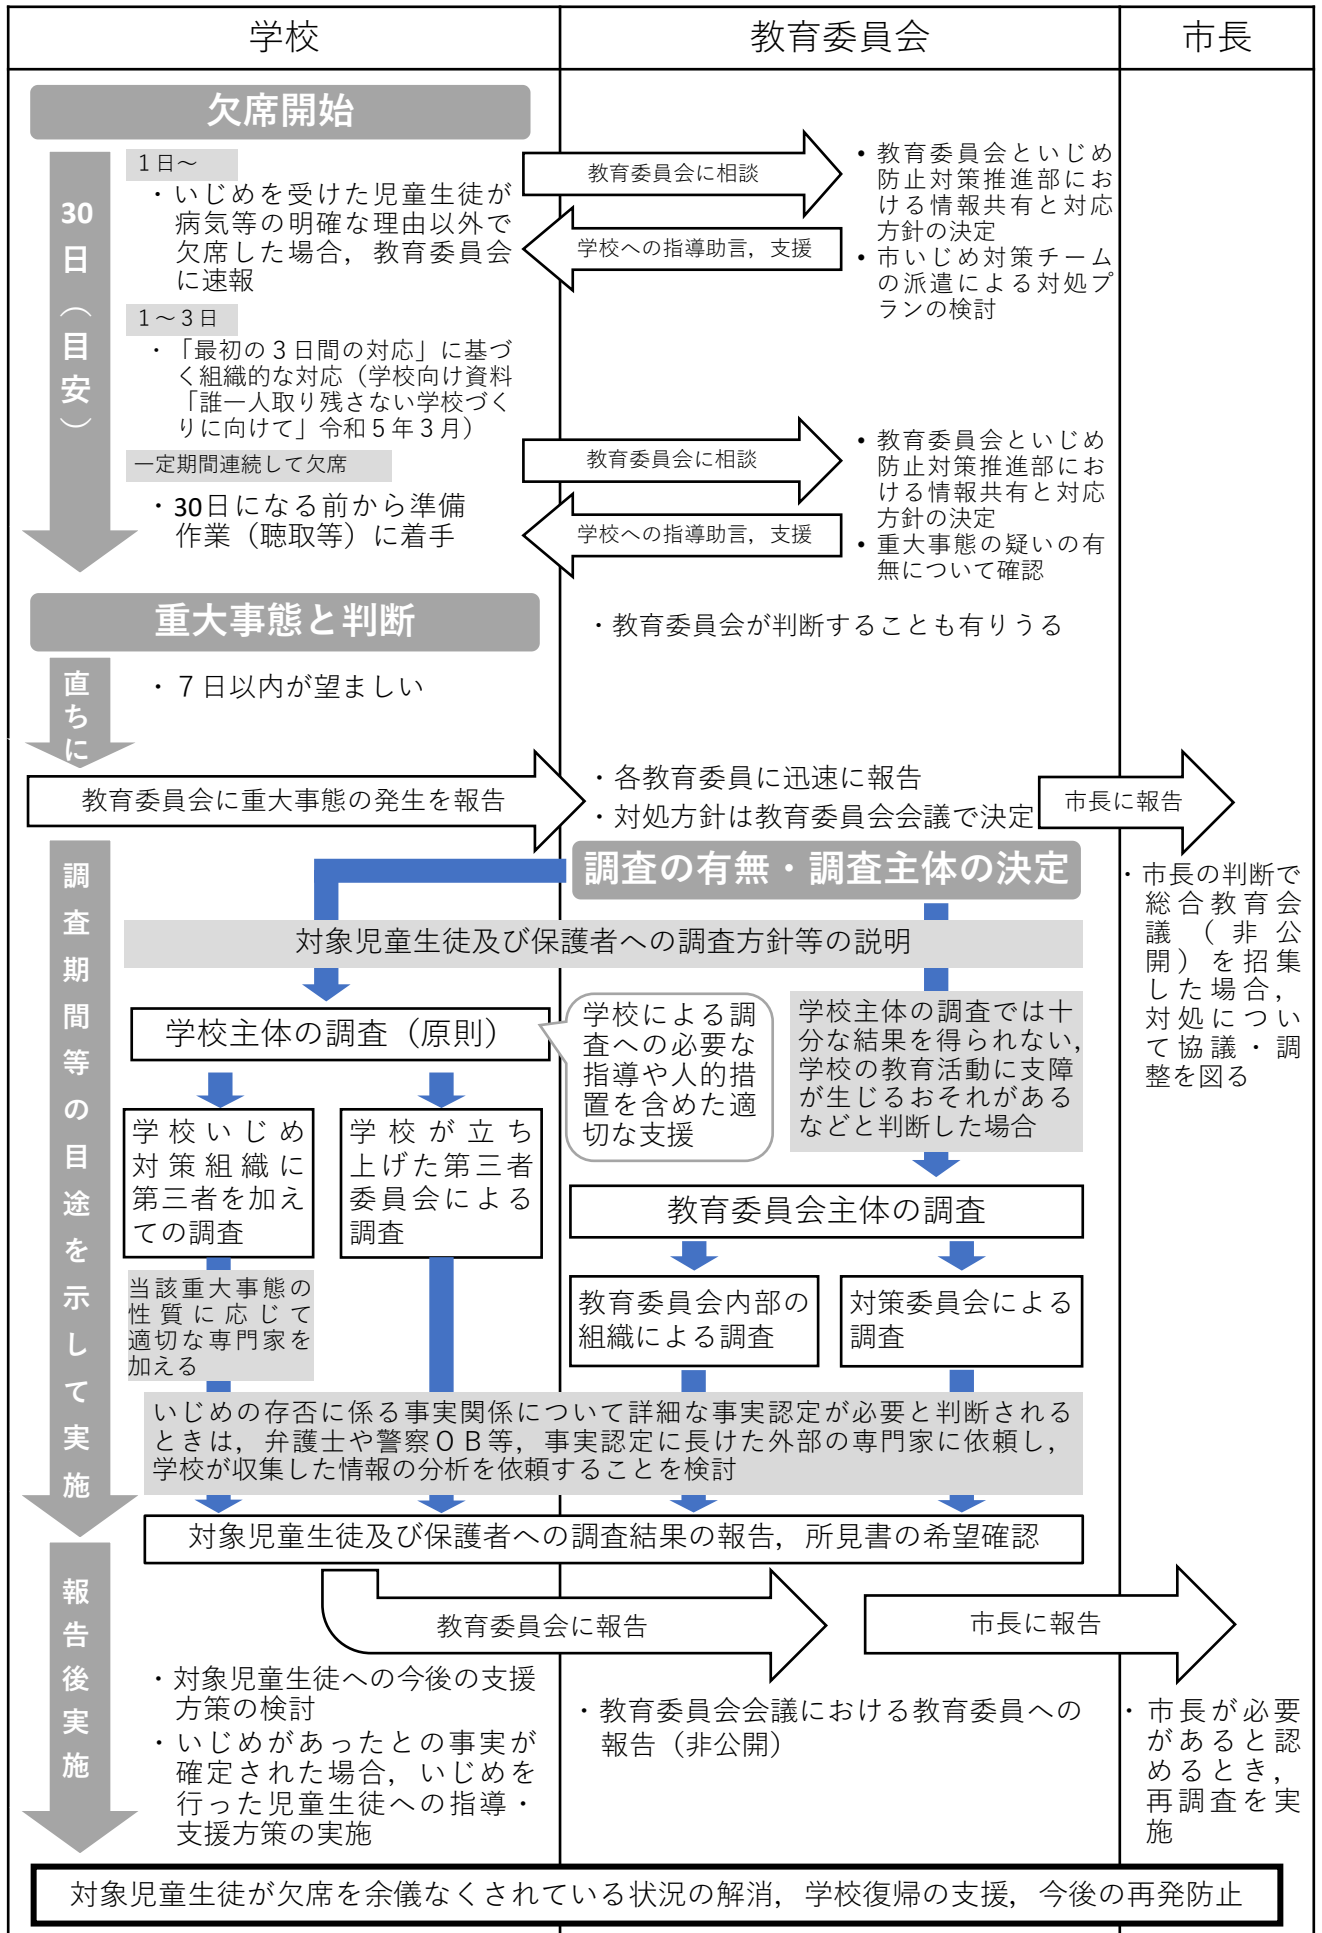 学校
教育委員会
市長
欠席開始
30日（目安）
１日～
・いじめを受けた児童生徒が
病気等の明確な理由以外で
欠席した場合，教育委員会
に速報
教育委員会に相談
学校への指導助言，支援
• 教育委員会といじめ
防止対策推進部にお
ける情報共有と対応
方針の決定
• 市いじめ対策チーム
の派遣による対処プ
ランの検討
１～３日
・「最初の３日間の対応」に基づ
く組織的な対応（学校向け資料
「誰一人取り残さない学校づく
りに向けて」令和５年３月）
一定期間連続して欠席
・30日になる前から準備
作業（聴取等）に着手
教育委員会に相談
学校への指導助言，支援
• 教育委員会といじめ
防止対策推進部にお
ける情報共有と対応
方針の決定
• 重大事態の疑いの有
無について確認
重大事態と判断
・教育委員会が判断することも有りうる
直ちに
・７日以内が望ましい
教育委員会に重大事態の発生を報告
・各教育委員に迅速に報告
・対処方針は教育委員会会議で決定
市長に報告
調査期間等の目途を示して実施
調査の有無・調査主体の決定
・市長の判断で
総合教育会
議（非公
開）を招集
した場合，
対処につい
て協議・調
整を図る
対象児童生徒及び保護者への調査方針等の説明
学校主体の調査（原則）
学校による調
査への必要な
指導や人的措
置を含めた適
切な支援
学校主体の調査では十
分な結果を得られない，
学校の教育活動に支障
が生じるおそれがある
などと判断した場合
学校いじめ
対策組織に
第三者を加え
ての調査
学校が立ち
上げた第三者
委員会による
調査
教育委員会主体の調査
当該重大事態の
性質に応じて
適切な専門家を
加える
教育委員会内部の
組織による調査
対策委員会による
調査
いじめの存否に係る事実関係について詳細な事実認定が必要と判断される
ときは，弁護士や警察ＯＢ等，事実認定に長けた外部の専門家に依頼し，
学校が収集した情報の分析を依頼することを検討
対象児童生徒及び保護者への調査結果の報告，所見書の希望確認
報告後実施
教育委員会に報告
市長に報告
・対象児童生徒への今後の支援
方策の検討
・いじめがあったとの事実が
確定された場合，いじめを
行った児童生徒への指導・
支援方策の実施
・教育委員会会議における教育委員への
報告（非公開）
・市長が必要
があると認
めるとき，
再調査を実
施
対象児童生徒が欠席を余儀なくされている状況の解消，学校復帰の支援，今後の再発防止